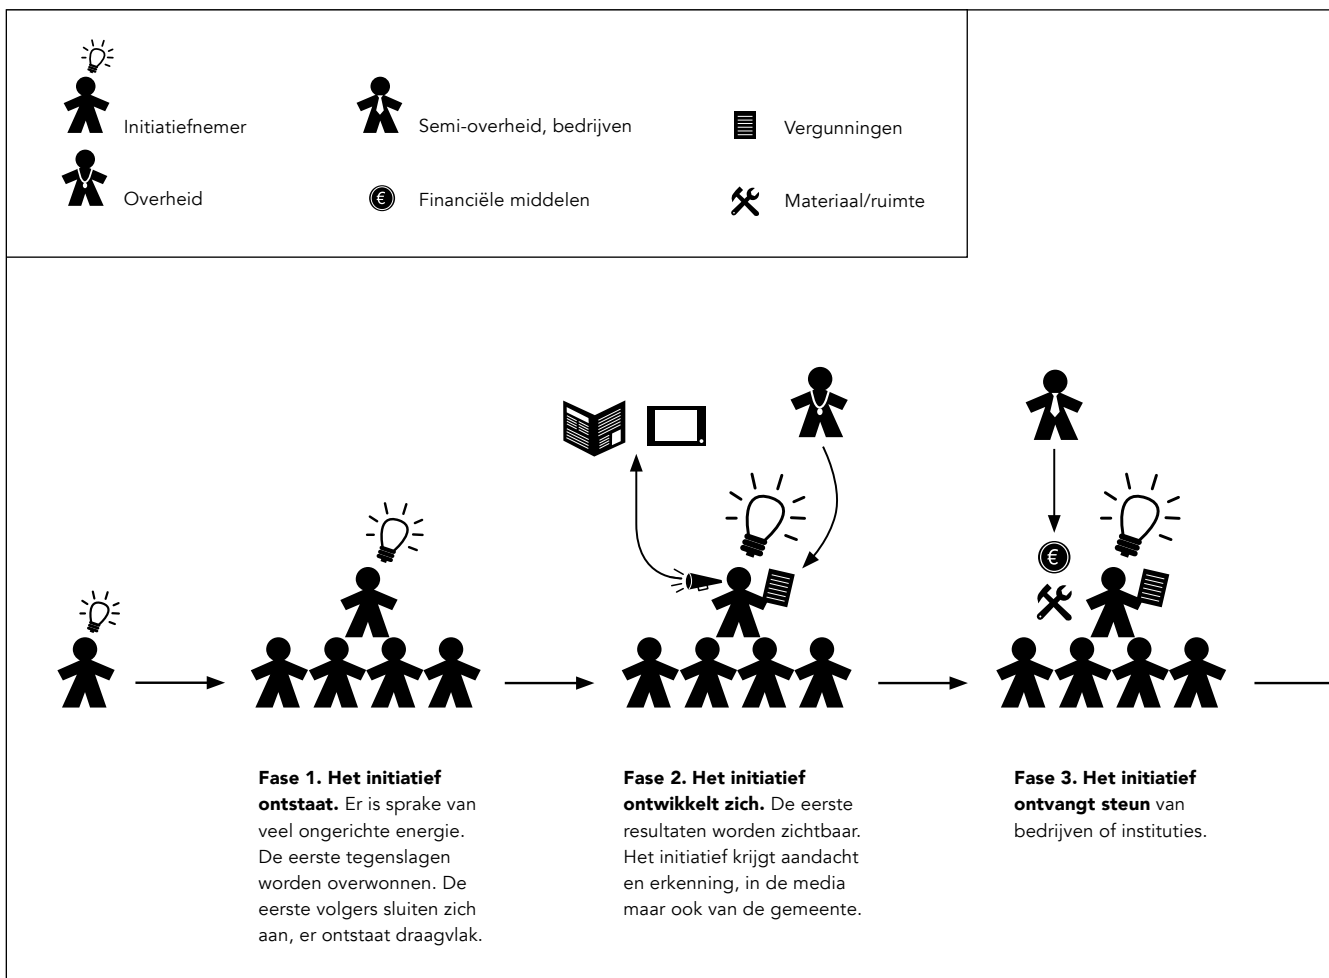 Initiatiefnemer
Semi-overheid, bedrijven
Vergunningen
Overheid
€
Financiële middelen
Materiaal/ruimte
€
Fase 1. Het initiatief
ontstaat. Er is sprake van
veel ongerichte energie.
De eerste tegenslagen
worden overwonnen. De
eerste volgers sluiten zich
aan, er ontstaat draagvlak.
Fase 2. Het initiatief
ontwikkelt zich. De eerste
resultaten worden zichtbaar.
Het initiatief krijgt aandacht
en erkenning, in de media
maar ook van de gemeente.
Fase 3. Het initiatief
ontvangt steun van
bedrijven of instituties.